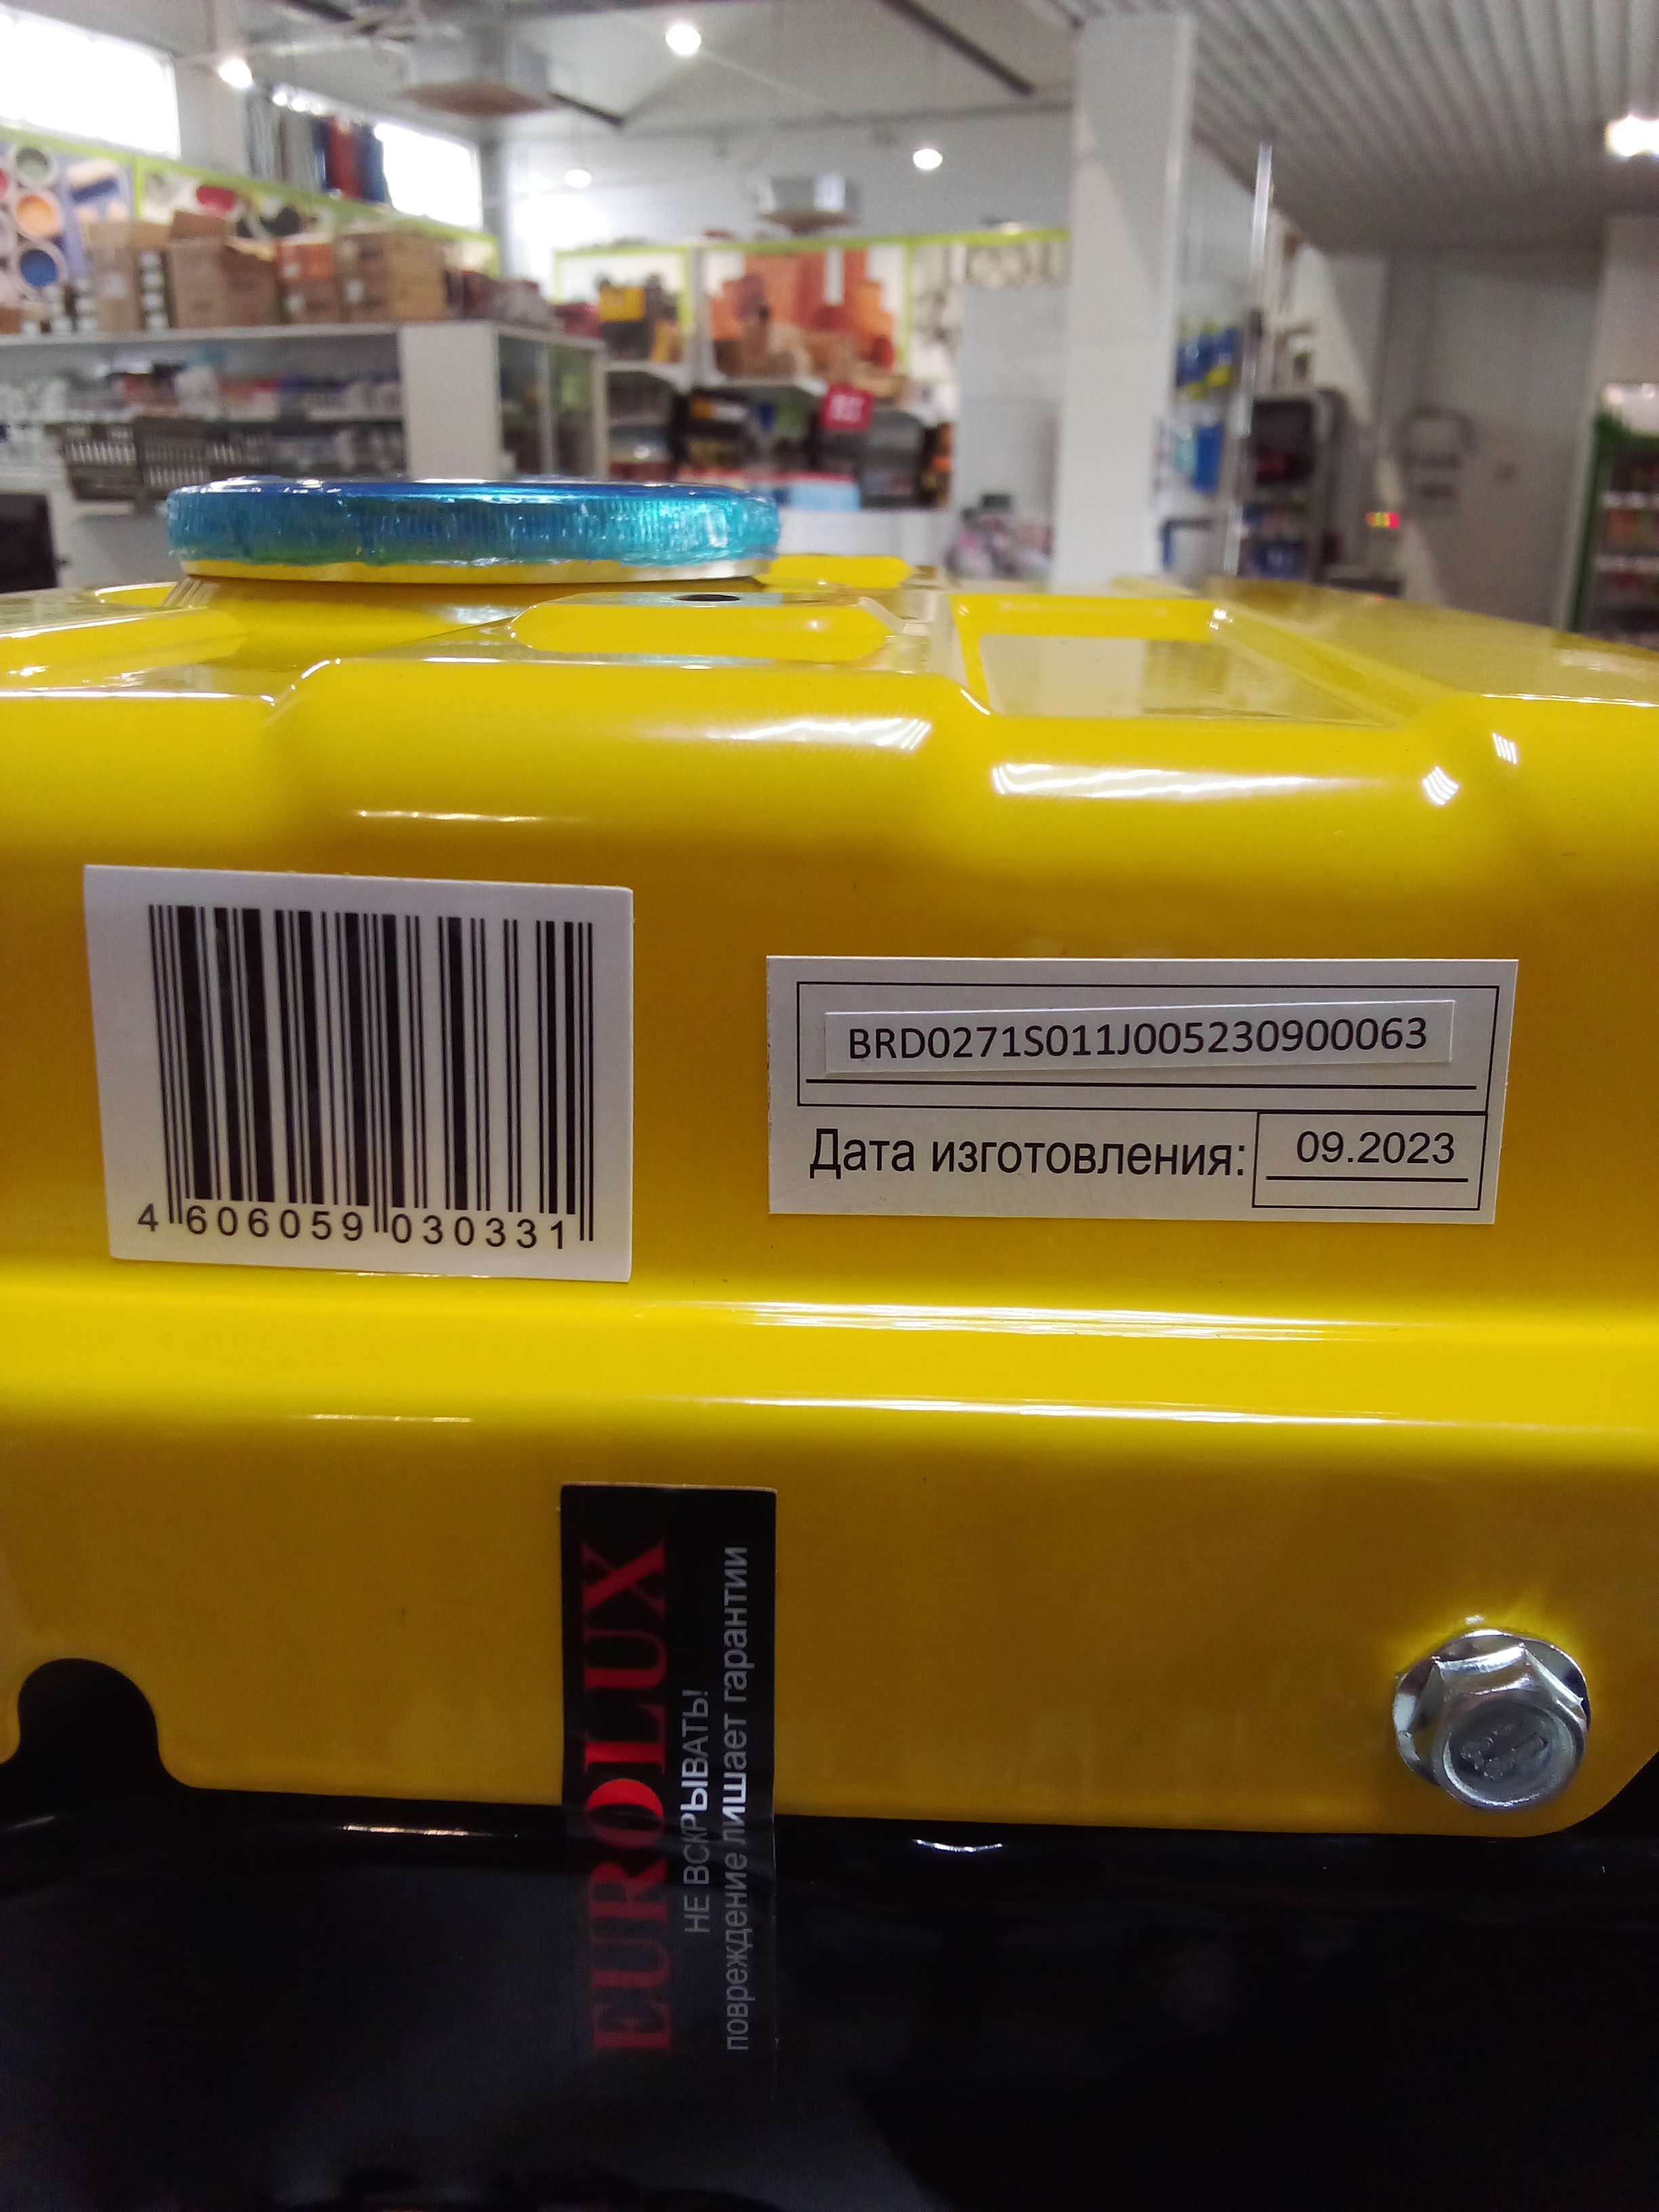 4 606059 030331
BRD0271S011J005230900063
Дата изготовления: 09.2023
EUROLUX
НЕ ВСКРЫВАТЬ!
повреждение лишает гарантии